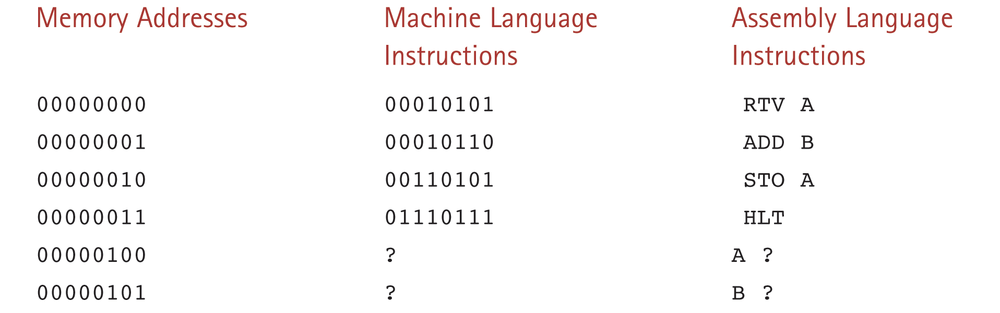 Memory Addresses Machine Language Assembly Language
Instructions Instructions
00000000 00010101 RTV A
00000001 00010110 ADD B
00000010 00110101 STO A
00000011 01110111 HLT
00000100 ? A ?
00000101 ? B ?